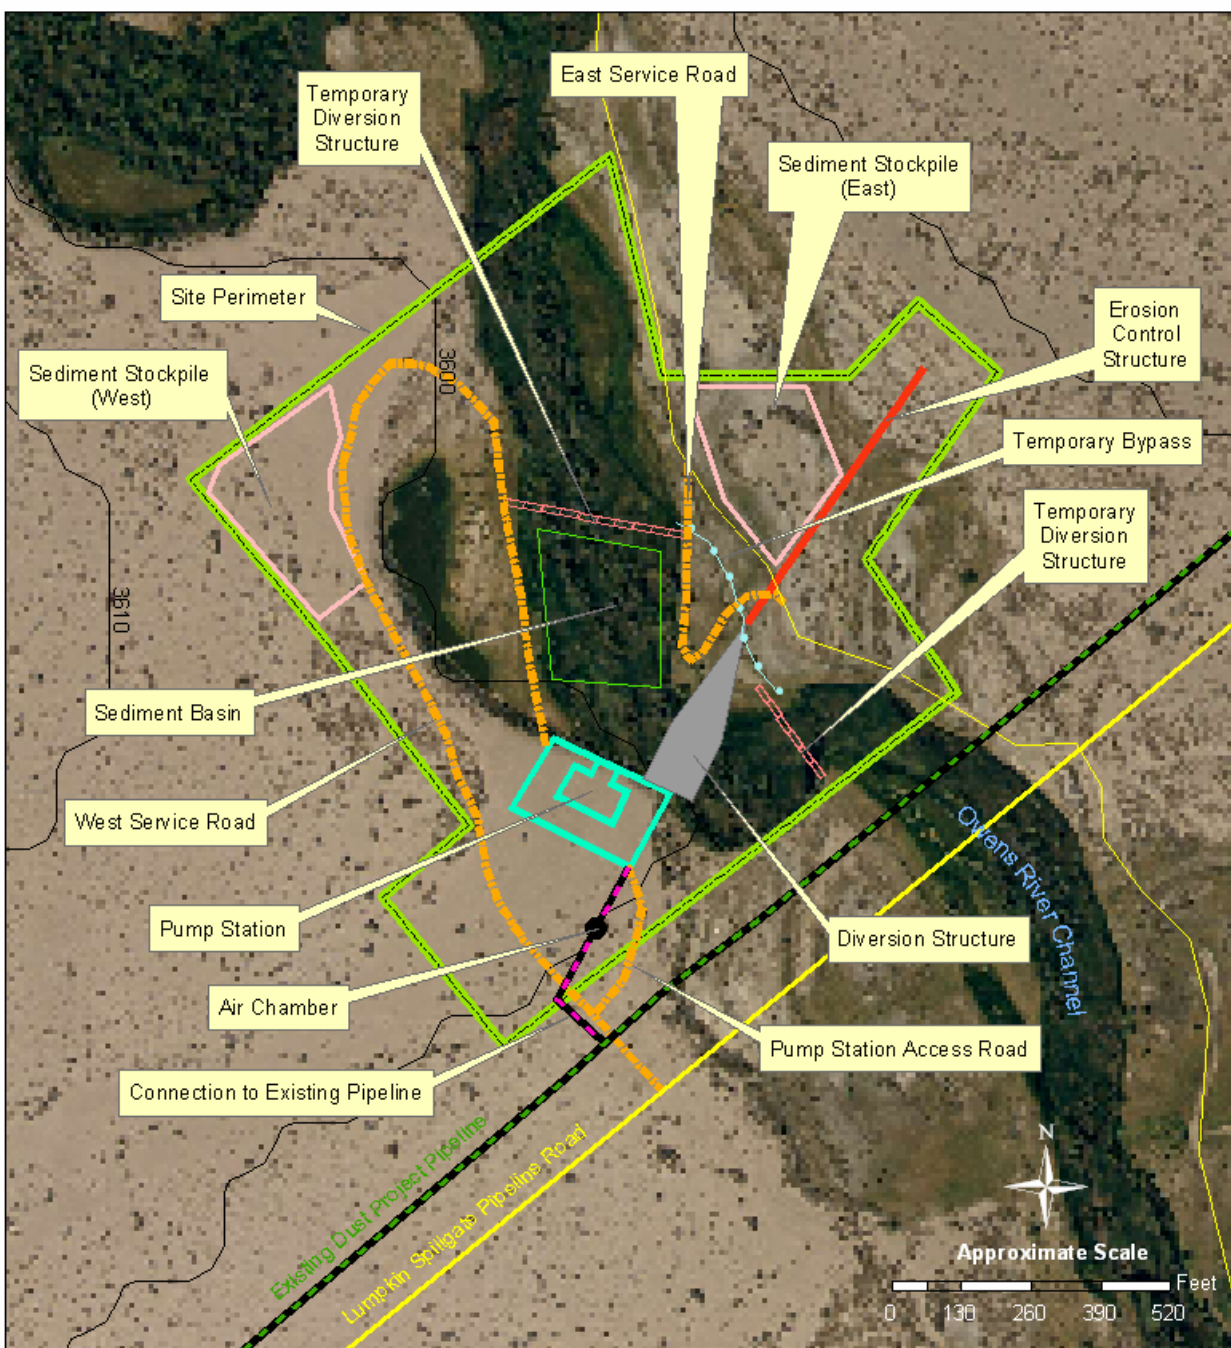 East Service Road
Temporary
Diversion
Structure
Sediment Stockpile
(East)
Site Perimeter
Erosion
Control
Structure
Sediment Stockpile
(West)
3600
Temporary Bypass
Temporary
Diversion
Structure
3610
Sediment Basin
West Service Road
Owens River Channel
Pump Station
Diversion Structure
Air Chamber
Pump Station Access Road
Connection to Existing Pipeline
Existing Dust Project Pipeline
Lumpkin Spillgate Pipeline Road
N
Approximate Scale
Feet
0 130 260 390 520